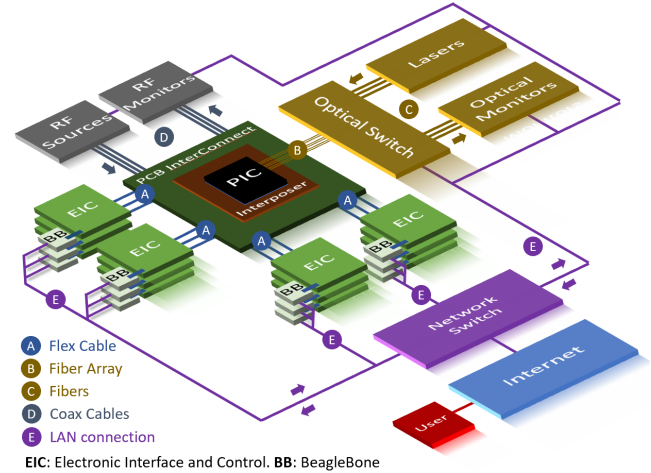 Lasers
RF
Monitors
Optical
Monitors
Optical Switch
RF
Sources
C
D
B
PCB InterConnect
PIC
Interposer
A
A
A
A
EIC
EIC
EIC
EIC
BB
BB
BB
BB
E
E
E
E
Network
Switch
Internet
User
A Flex Cable
B Fiber Array
C Fibers
D Coax Cables
E LAN connection
EIC: Electronic Interface and Control. BB: BeagleBone